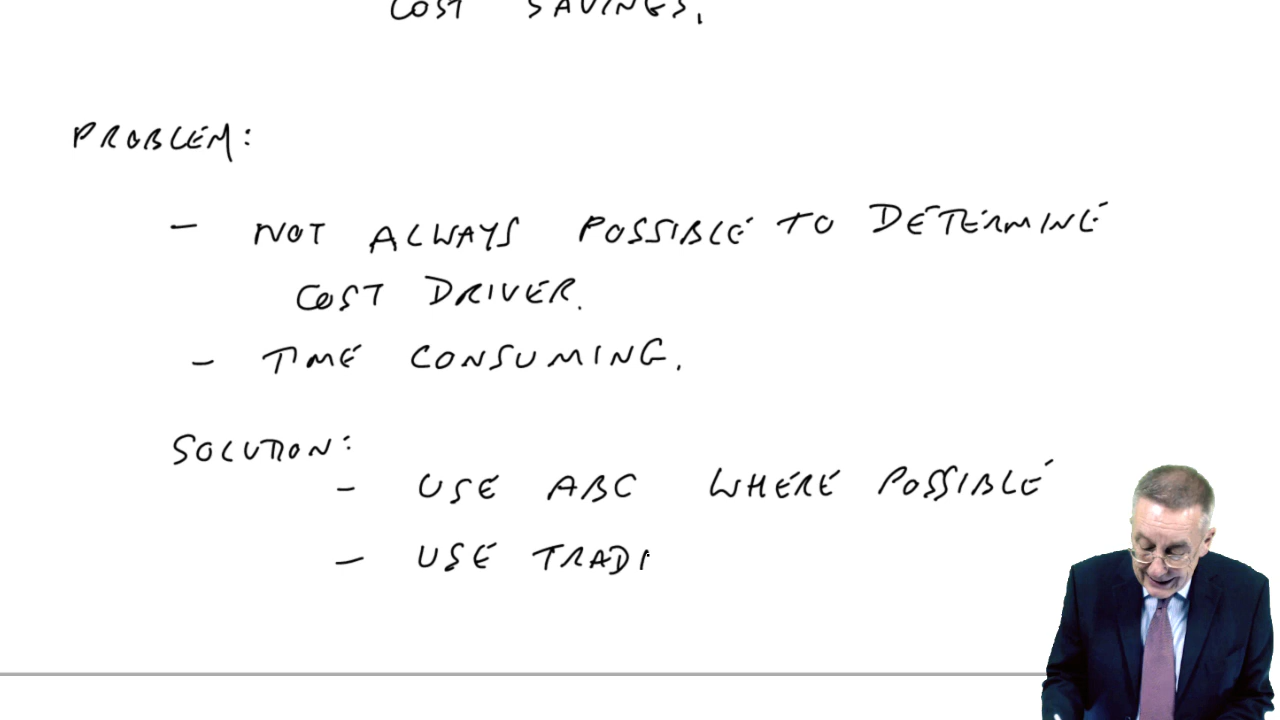 COST SAVINGS.
PROBLEM:
- NOT ALWAYS POSSIBLE TO DETERMINE
COST DRIVER.
- TIME CONSUMING.
SOLUTION:
- USE ABC WHERE POSSIBLE
- USE TRADI